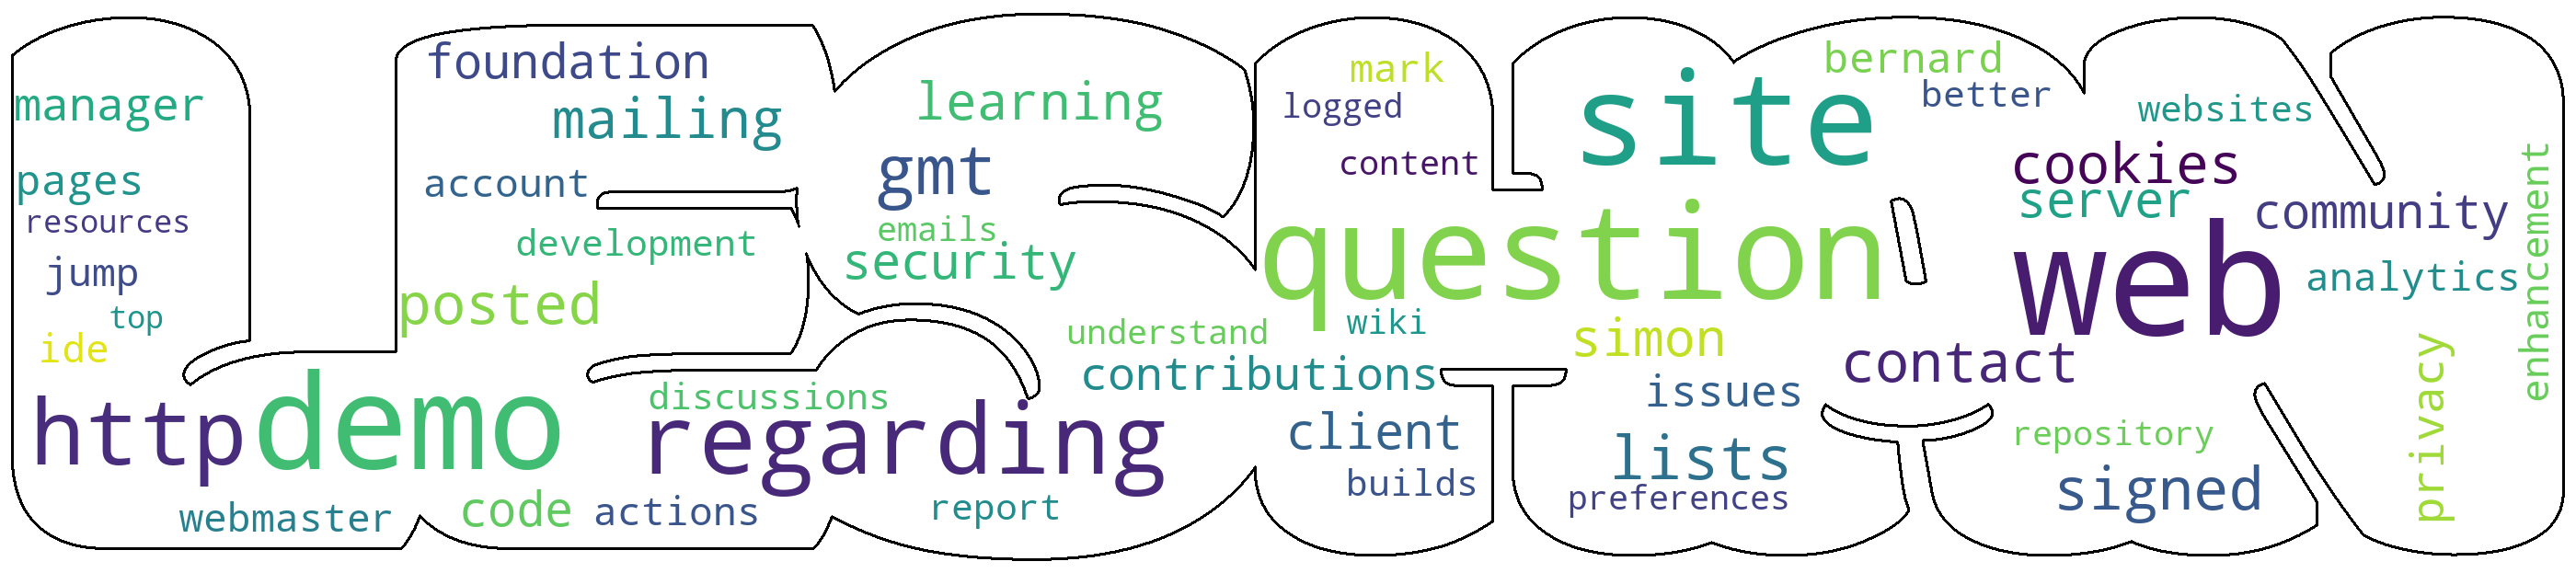 manager
pages
resources
jump
top
ide
http
demo
webmaster
foundation
mailing
account
development
posted
discussions
regarding
code
actions
report
learning
gmt
emails
security
understand
contributions
mark
logged
content
question
wiki
client
builds
site
simon
issues
lists
preferences
bernard
better
websites
cookies
server
web
contact
community
analytics
repository
signed
privacy
enhancement